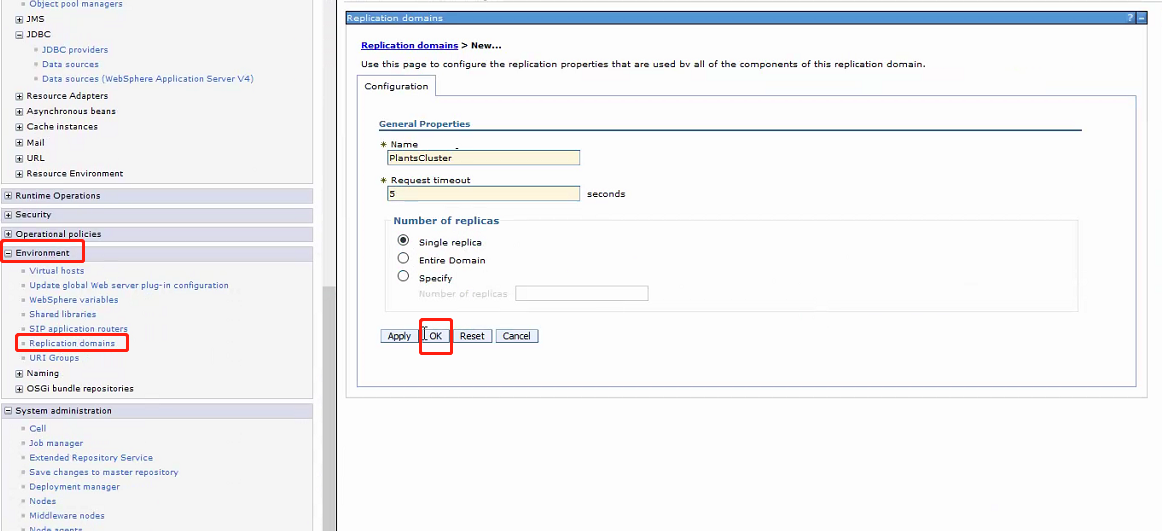 Object pool managers
JMS
JDBC
JDBC providers
Data sources
Data sources (WebSphere Application Server V4)
Resource Adapters
Asynchronous beans
Cache instances
Mail
URL
Resource Environment
Runtime Operations
Security
Operational policies
Environment
Virtual hosts
Update global Web server plug-in configuration
WebSphere variables
Shared libraries
SIP application routers
Replication domains
URI Groups
Naming
OSGi bundle repositories
System administration
Cell
Job manager
Extended Repository Service
Save changes to master repository
Deployment manager
Nodes
Middleware nodes
Node agents
Replication domains ? –
Replication domains > New...
Use this page to configure the replication properties that are used by all of the components of this replication domain.
Configuration
General Properties
* Name
PlantsCluster
* Request timeout
5 seconds
Number of replicas
Single replica
Entire Domain
Specify
Number of replicas
Apply OK Reset Cancel